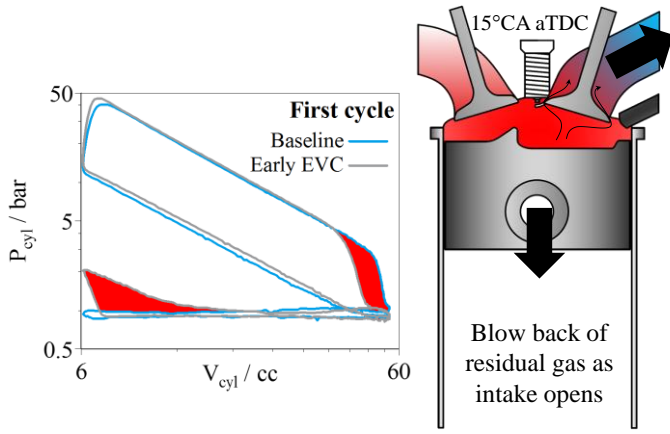 15°CA aTDC
50
First cycle
Baseline
Early EVC
5
P_cyl / bar
0.5
6
V_cyl / cc
60
Blow back of
residual gas as
intake opens